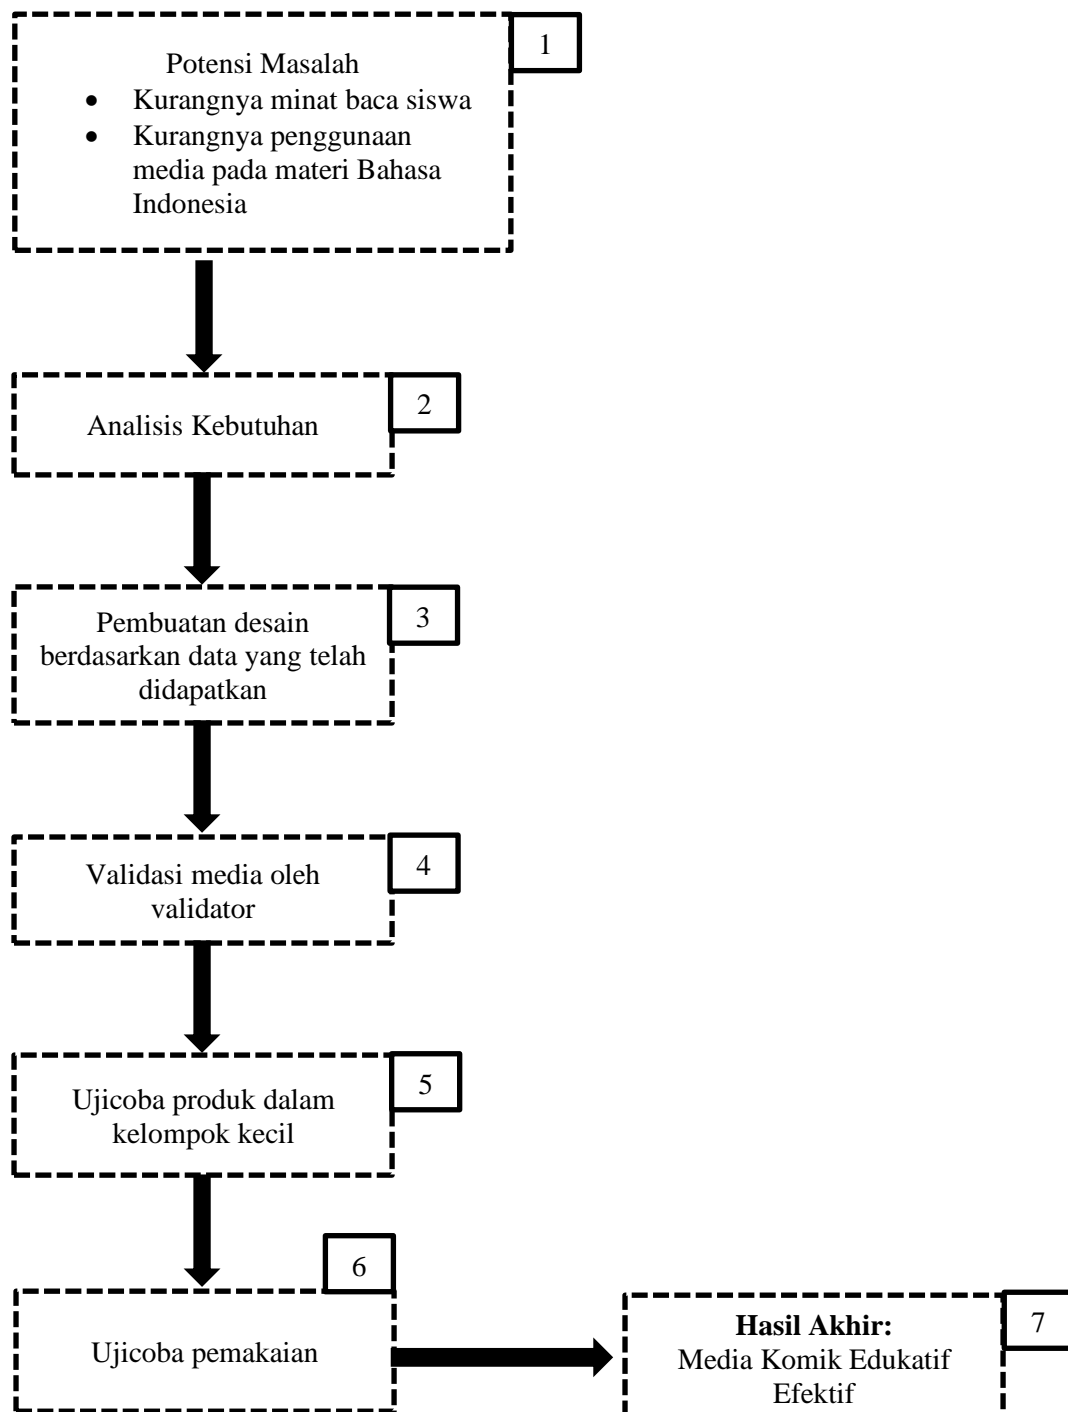 1
Potensi Masalah
• Kurangnya minat baca siswa
• Kurangnya penggunaan
media pada materi Bahasa
Indonesia
2
Analisis Kebutuhan
3
Pembuatan desain
berdasarkan data yang telah
didapatkan
4
Validasi media oleh
validator
5
Ujicoba produk dalam
kelompok kecil
6
Ujicoba pemakaian
7
Hasil Akhir:
Media Komik Edukatif
Efektif